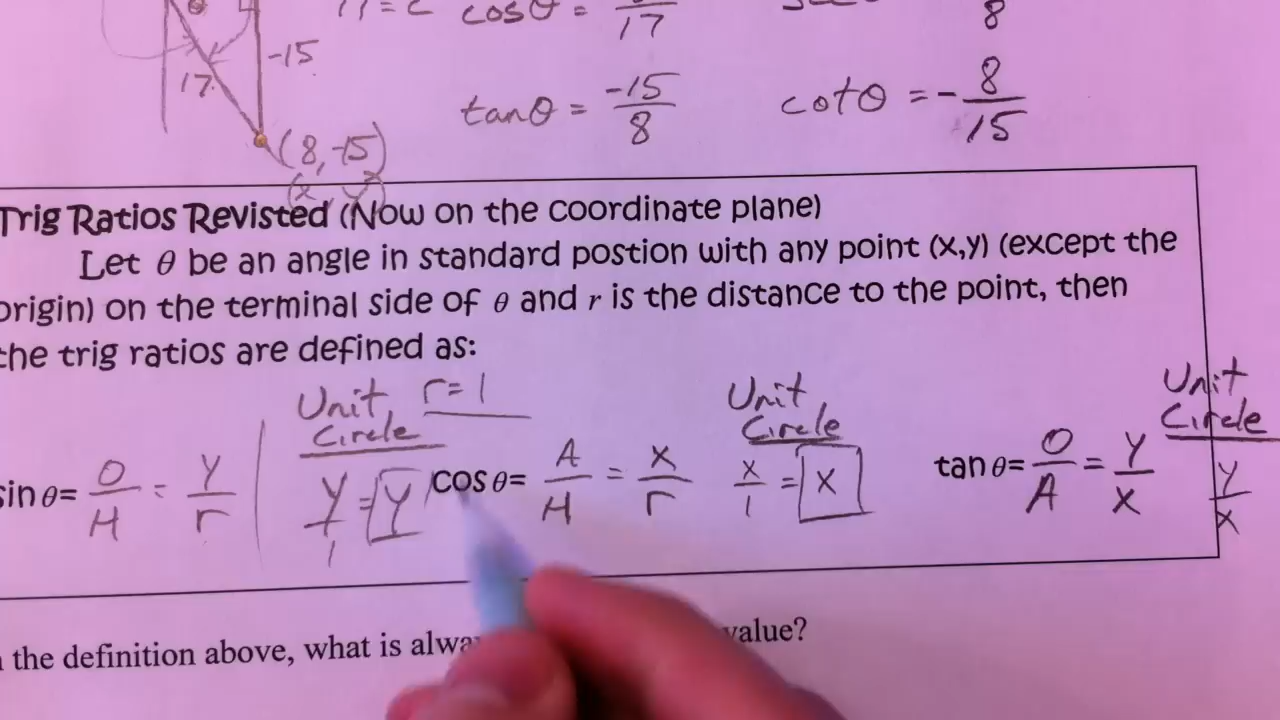 cosθ = /17
8
-15
17
tanθ = -15/8
cotθ = -8/15
(8,-15)
(x, y)
Trig Ratios Revisted (Now on the coordinate plane)
Let θ be an angle in standard postion with any point (x,y) (except the
origin) on the terminal side of θ and r is the distance to the point, then
the trig ratios are defined as:
Unit Circle r=1
Unit Circle
Unit Circle
sin θ= O/H = y/r | y/1 = y cos θ= A/H = x/r x/1 = x tan θ= O/A = y/x y/x
the definition above, what is alwa value?